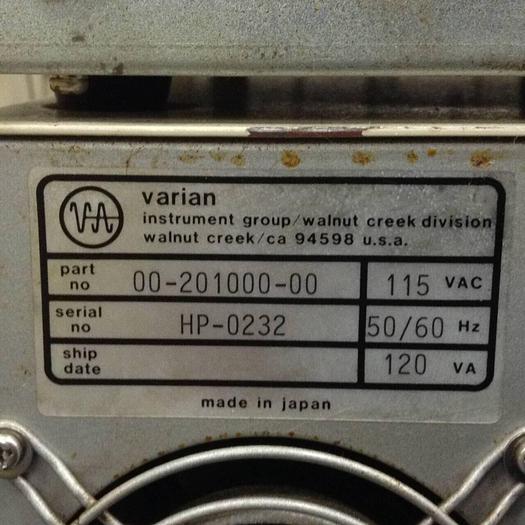 VA
varian
instrument group/walnut creek division
walnut creek/ca 94598 u.s.a.
part no 00-201000-00 115 VAC
serial no HP-0232 50/60 Hz
ship date 120 VA
made in japan